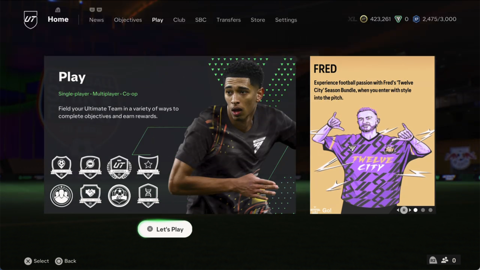 UT
Home
News
Objectives
Play
Club
SBC
Transfers
Store
Settings
423,261
0
2,475/3,000
Play
Single-player • Multiplayer • Co-op
Field your Ultimate Team in a variety of ways to
complete objectives and earn rewards.
UT
Let's Play
FRED
Experience football passion with Fred's 'Twelve
City' Season Bundle, when you enter with style
into the pitch.
TWELVE
CITY
Select
Back
0